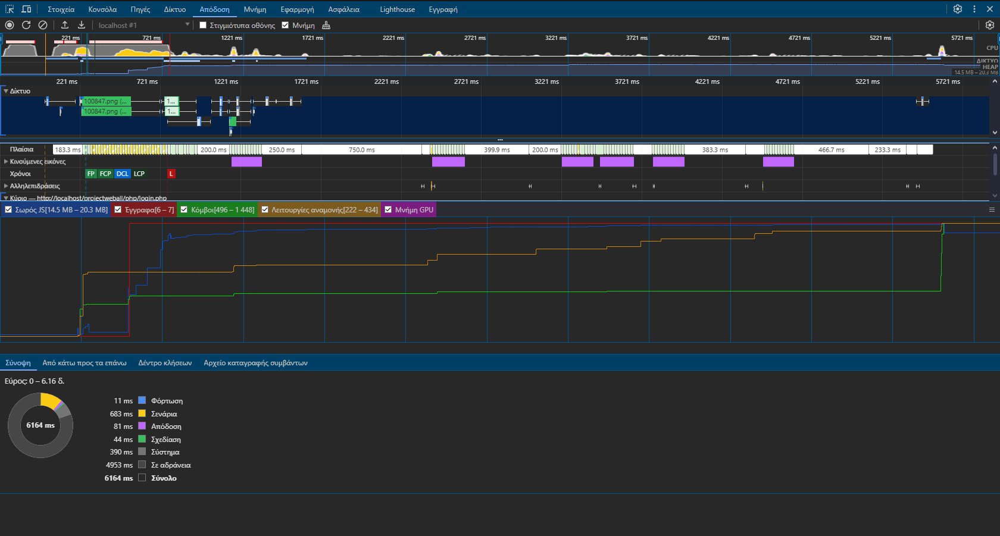 Στοιχεία Κονσόλα Πηγές Δίκτυο Απόδοση Μνήμη Εφαρμογή Ασφάλεια Lighthouse Εγγραφή
localhost #1 Στιγμιότυπα οθόνης Μνήμη
221 ms 721 ms 1221 ms 1721 ms 2221 ms 2721 ms 3221 ms 3721 ms 4221 ms 4721 ms 5221 ms 5721 ms
CPU
ΔΙΚΤΥΟ
HEAP
14.5 MB – 20.3 MB
221 ms 721 ms 1221 ms 1721 ms 2221 ms 2721 ms 3221 ms 3721 ms 4221 ms 4721 ms 5221 ms 5721 ms
Δίκτυο
100847.png (... 1...
100847.png (... 1...
Πλαίσια 183.3 ms 200.0 ms 250.0 ms 750.0 ms 399.9 ms 200.0 ms 383.3 ms 466.7 ms 233.3 ms
Κινούμενες εικόνες
Χρόνοι FP FCP DCL LCP L
Αλληλεπιδράσεις
Κύριο — http://localhost/projectweball/php/login.php
Σωρός JS[14.5 MB – 20.3 MB] Έγγραφα[6 – 7] Κόμβοι[496 – 1 448] Λειτουργίες αναμονής[222 – 434] Μνήμη GPU
Σύνοψη Από κάτω προς τα επάνω Δέντρο κλήσεων Αρχείο καταγραφής συμβάντων
Εύρος: 0 – 6.16 δ.
6164 ms
11 ms Φόρτωση
683 ms Σενάρια
81 ms Απόδοση
44 ms Σχεδίαση
390 ms Σύστημα
4953 ms Σε αδράνεια
6164 ms Σύνολο